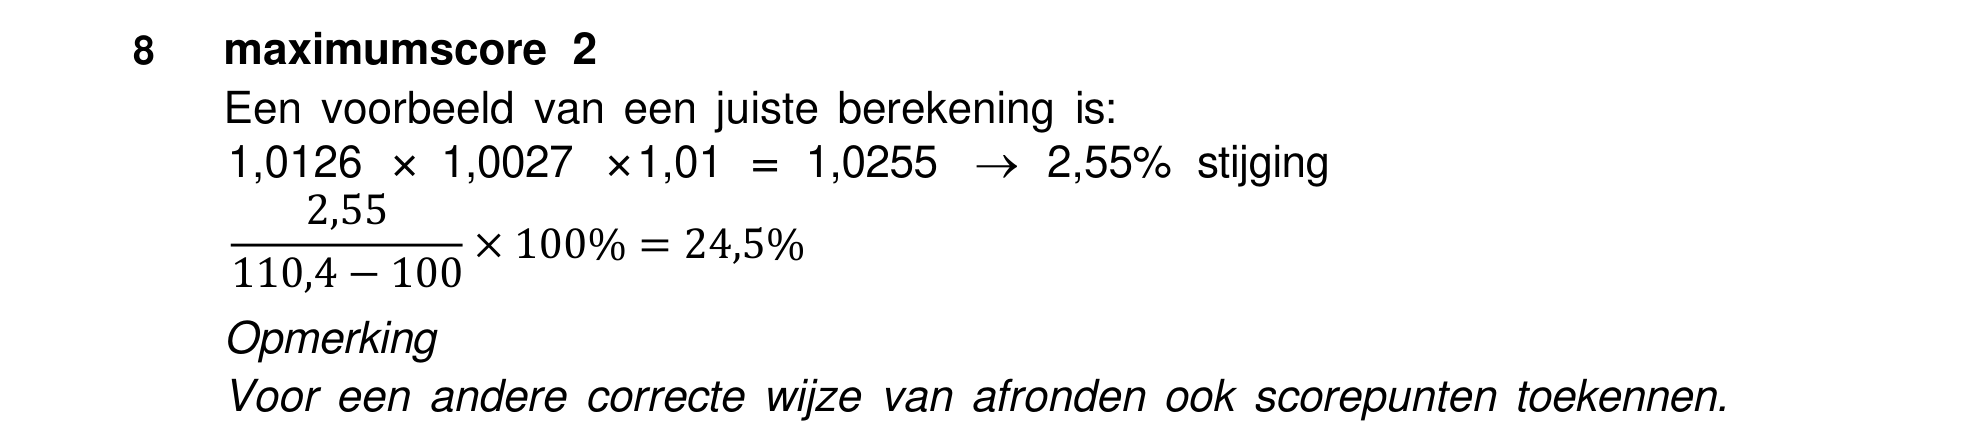 8 maximumscore 2
Een voorbeeld van een juiste berekening is:
1,0126 × 1,0027 ×1,01 = 1,0255 → 2,55% stijging
2,55
110,4 − 100 × 100% = 24,5%
Opmerking
Voor een andere correcte wijze van afronden ook scorepunten toekennen.